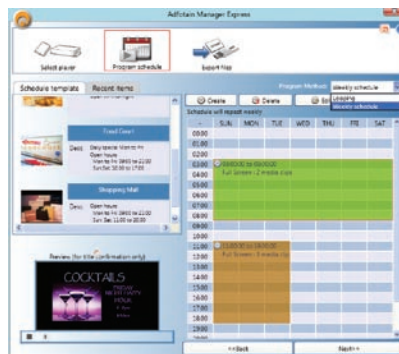 Adfotain Manager Express
Select player
Program schedule
Export files
Schedule template
Recent items
Program Method:
Weekly schedule
Looping
Weekly schedule
Create
Delete
Schedule will repeat weekly
SUN MON TUE WED THU FRI SAT
00:00
01:00
02:00
03:00
04:00
05:00
06:00
07:00
08:00
09:00
10:00
11:00
12:00
13:00
14:00
15:00
16:00
17:00
18:00
19:00
Full Screen: 2 media clips
Full Screen: 3 media clips
Food Court
Desc
Daily special Mon to Fri
Open hours
Mon to Fri 09:00 to 21:00
Sun Sat 10:00 to 17:00
Shopping Mall
Desc
Open hours
Mon to Fri 09:00 to 21:00
Sun Sat 11:00 to 20:00
Preview (for title confirmation only)
COCKTAILS
FRIDAY
HOUR
<<Back
Next>>